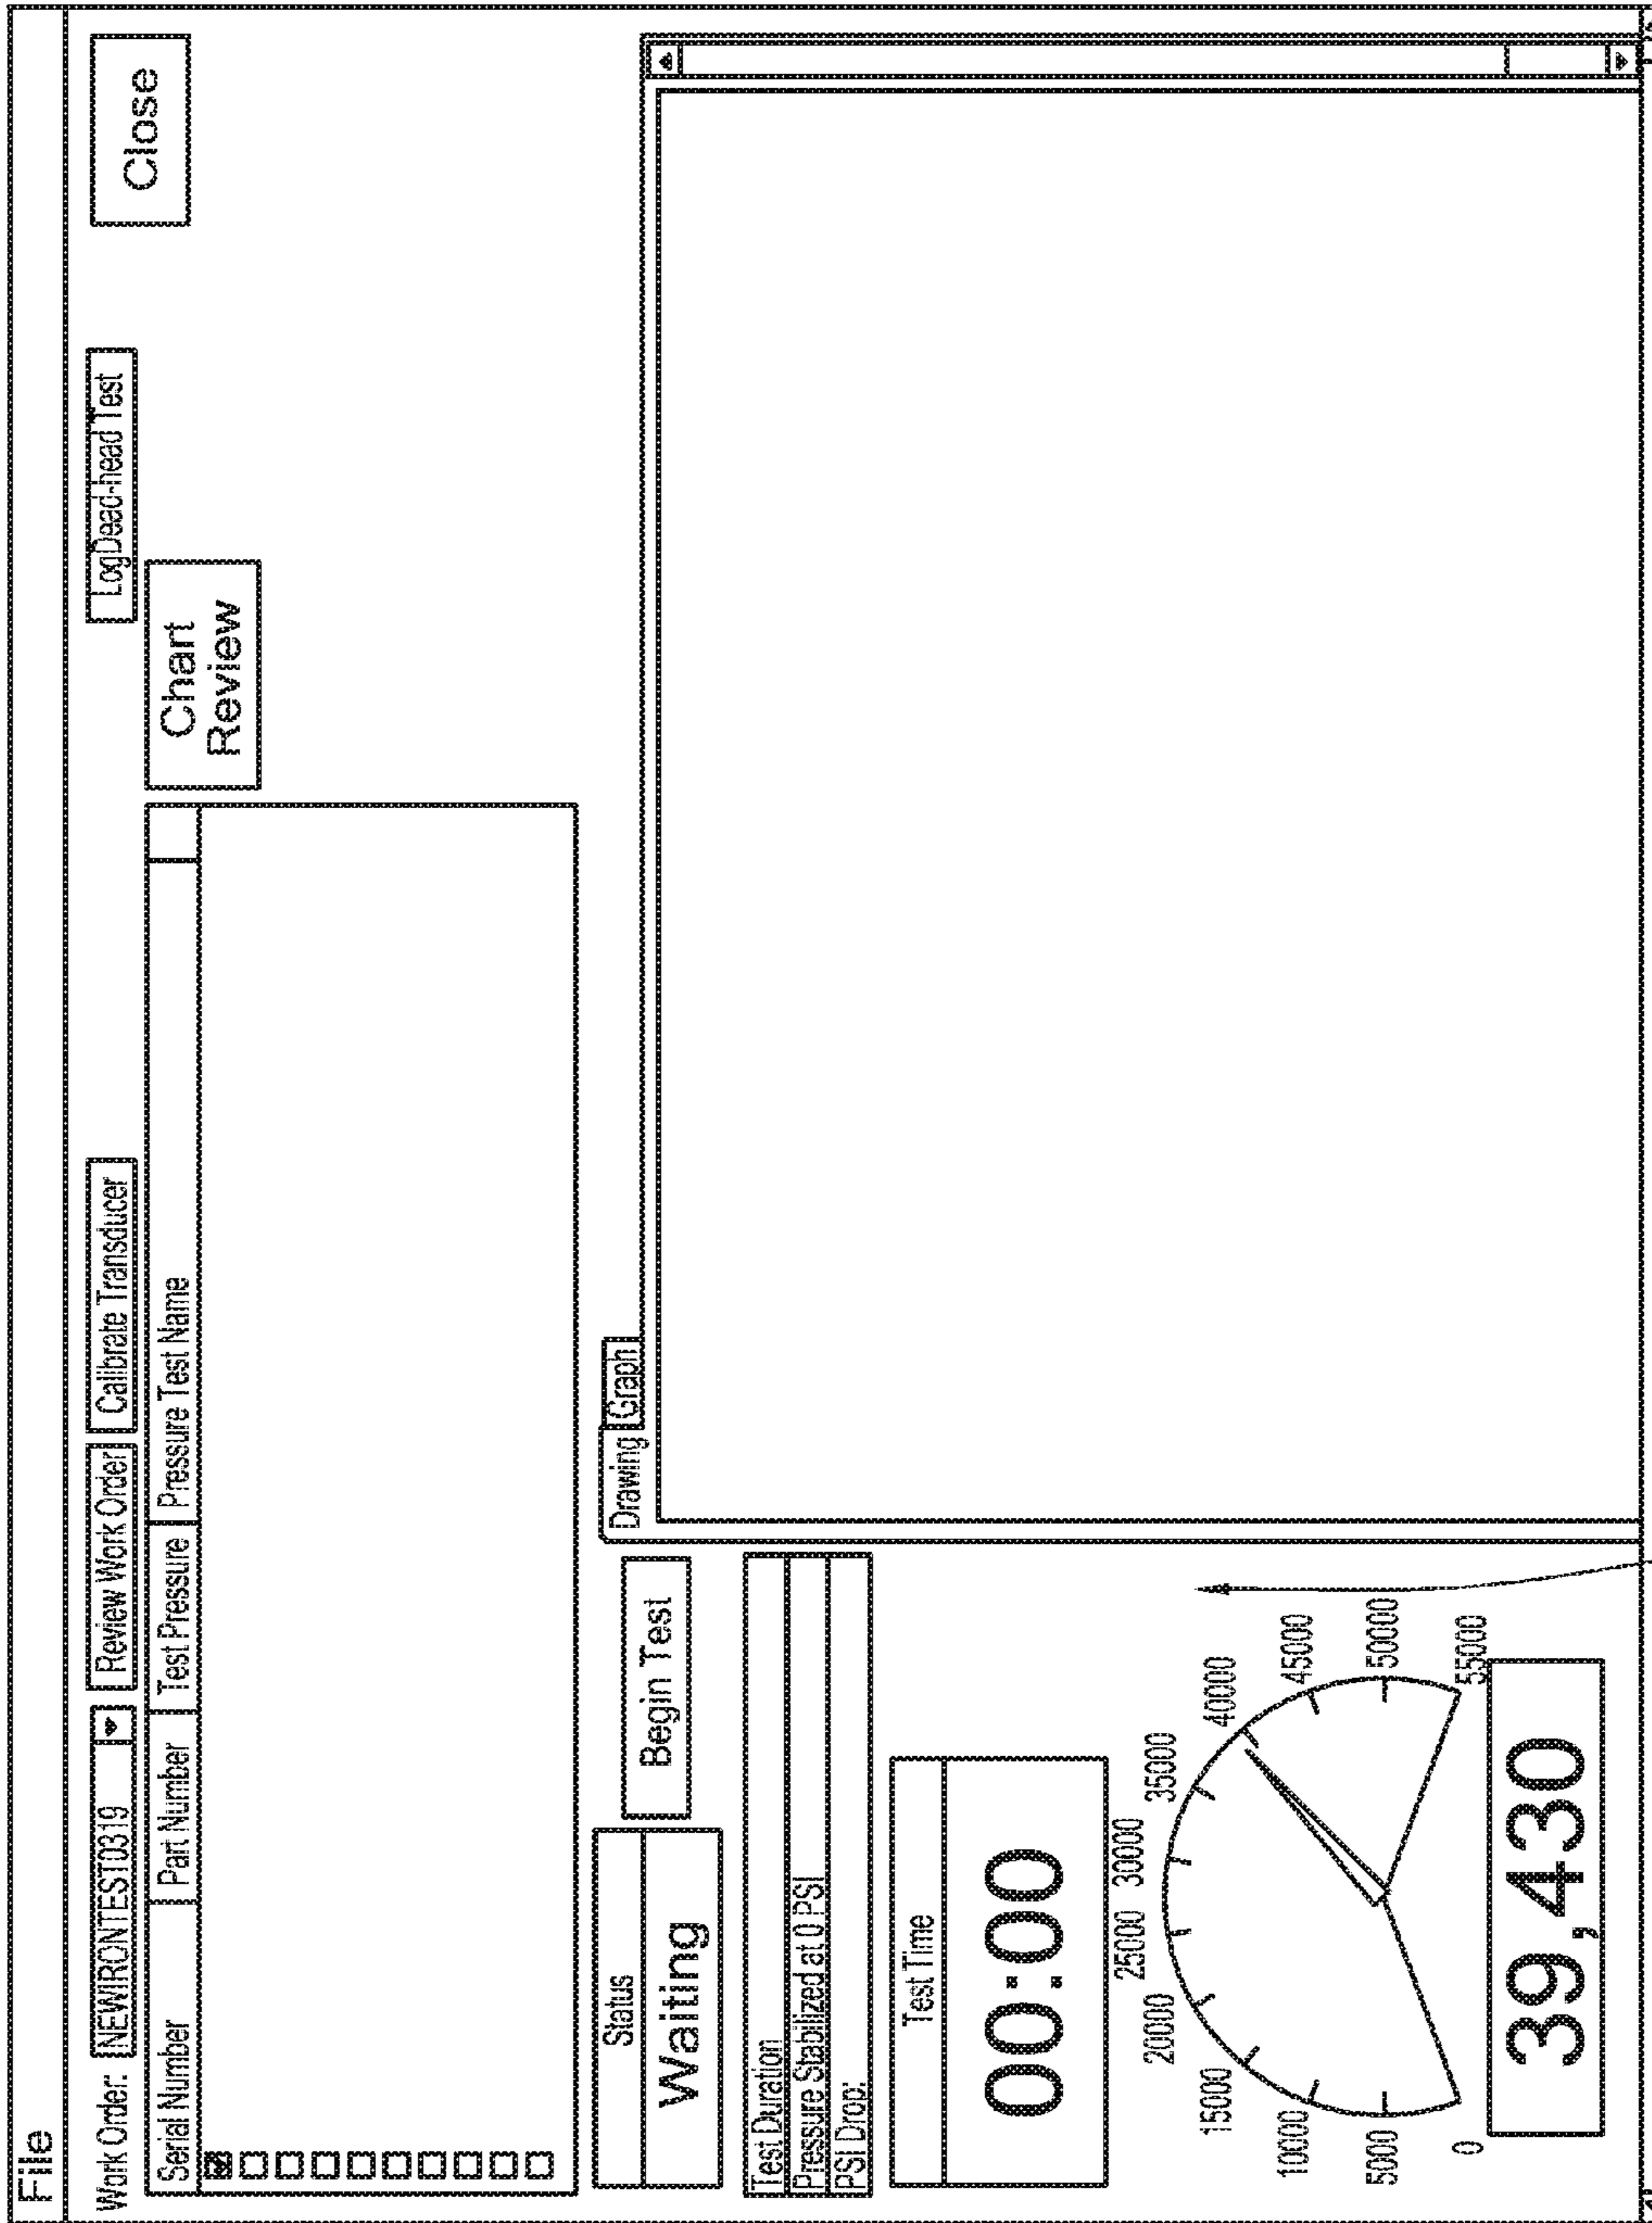 File
Work Order: NEWIRONTEST0319 Review Work Order Calibrate Transducer LogDead-head Test Close
Serial Number Part Number Test Pressure Pressure Test Name
Chart
Review
Status
Waiting
Begin Test
Drawing Graph
Test Duration
Pressure Stabilized at 0 PSI
PSI Drop:
Test Time
00:00
0
5000
10000
15000
20000
25000
30000
35000
40000
45000
50000
55000
39,430